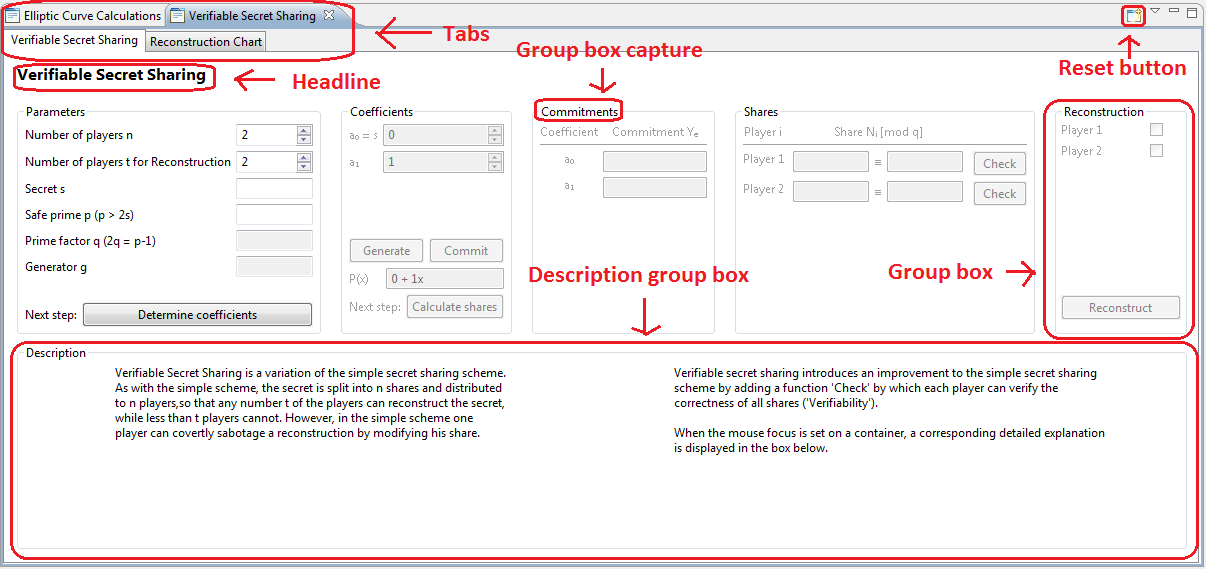 Elliptic Curve Calculations
Verifiable Secret Sharing
Verifiable Secret Sharing
Reconstruction Chart
Tabs
Group box capture
Reset button
Verifiable Secret Sharing
Headline
Parameters
Number of players n 2
Number of players t for Reconstruction 2
Secret s
Safe prime p (p > 2s)
Prime factor q (2q = p-1)
Generator g
Next step: Determine coefficients
Coefficients
a₀ = s 0
a₁ 1
Generate Commit
P(x) 0 + 1x
Next step: Calculate shares
Commitments
Coefficient Commitment Yₑ
a₀
a₁
Shares
Player i Share Nᵢ [mod q]
Player 1 ≡ Check
Player 2 ≡ Check
Reconstruction
Player 1
Player 2
Reconstruct
Description group box
Group box
Description
Verifiable Secret Sharing is a variation of the simple secret sharing scheme.
As with the simple scheme, the secret is split into n shares and distributed
to n players,so that any number t of the players can reconstruct the secret,
while less than t players cannot. However, in the simple scheme one
player can covertly sabotage a reconstruction by modifying his share.
Verifiable secret sharing introduces an improvement to the simple secret sharing
scheme by adding a function 'Check' by which each player can verify the
correctness of all shares ('Verifiability').
When the mouse focus is set on a container, a corresponding detailed explanation
is displayed in the box below.